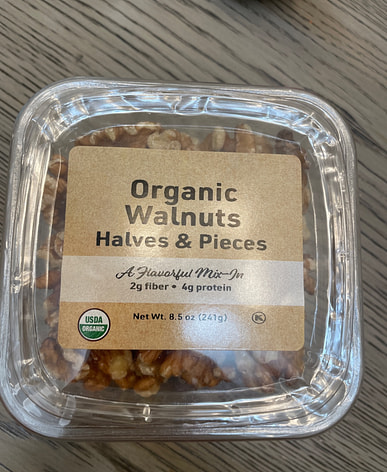 Organic
Walnuts
Halves & Pieces
A Flavorful Mix-In
2g fiber • 4g protein
USDA
ORGANIC
Net Wt. 8.5 oz (241g)